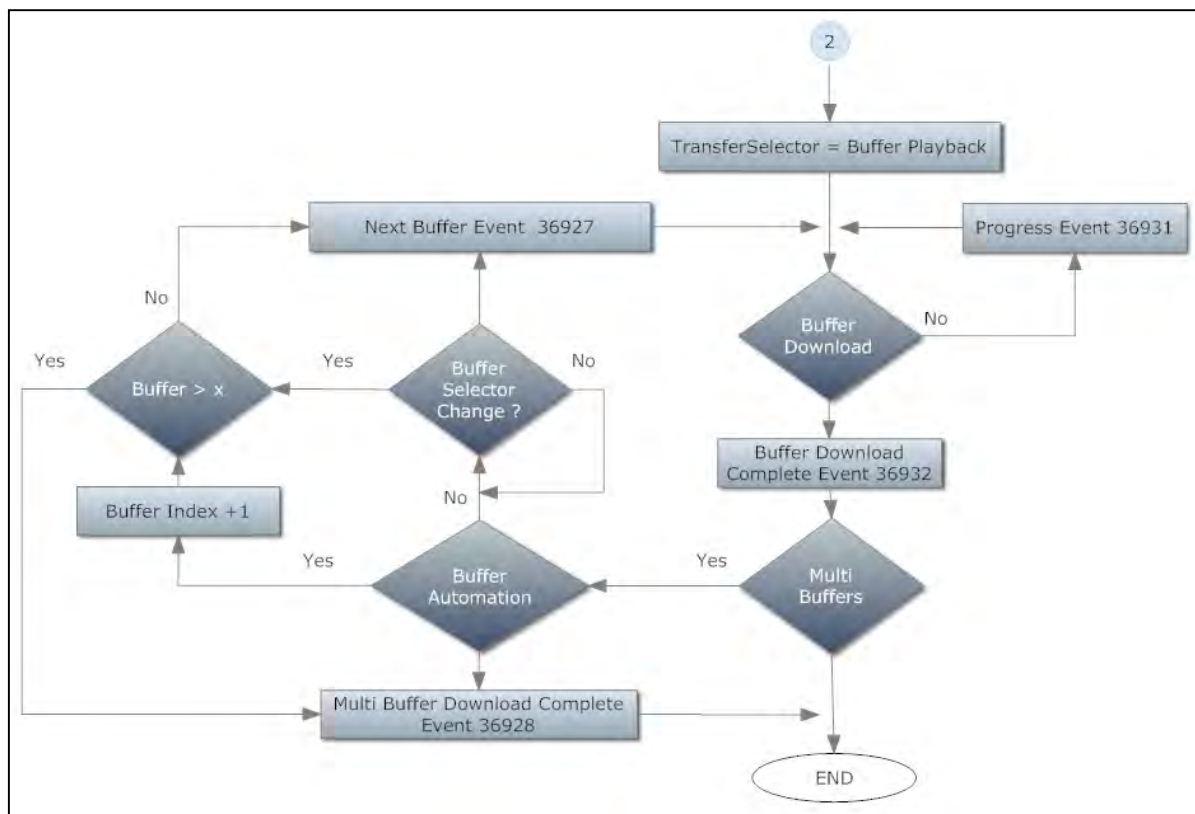 2
TransferSelector = Buffer Playback
Next Buffer Event 36927
Progress Event 36931
No
Buffer
Download
No
Yes
Buffer > x
Yes
Buffer
Selector
Change ?
No
Buffer Download
Complete Event 36932
Buffer Index +1
No
Yes
Buffer
Automation
Yes
Multi
Buffers
Multi Buffer Download Complete
Event 36928
END